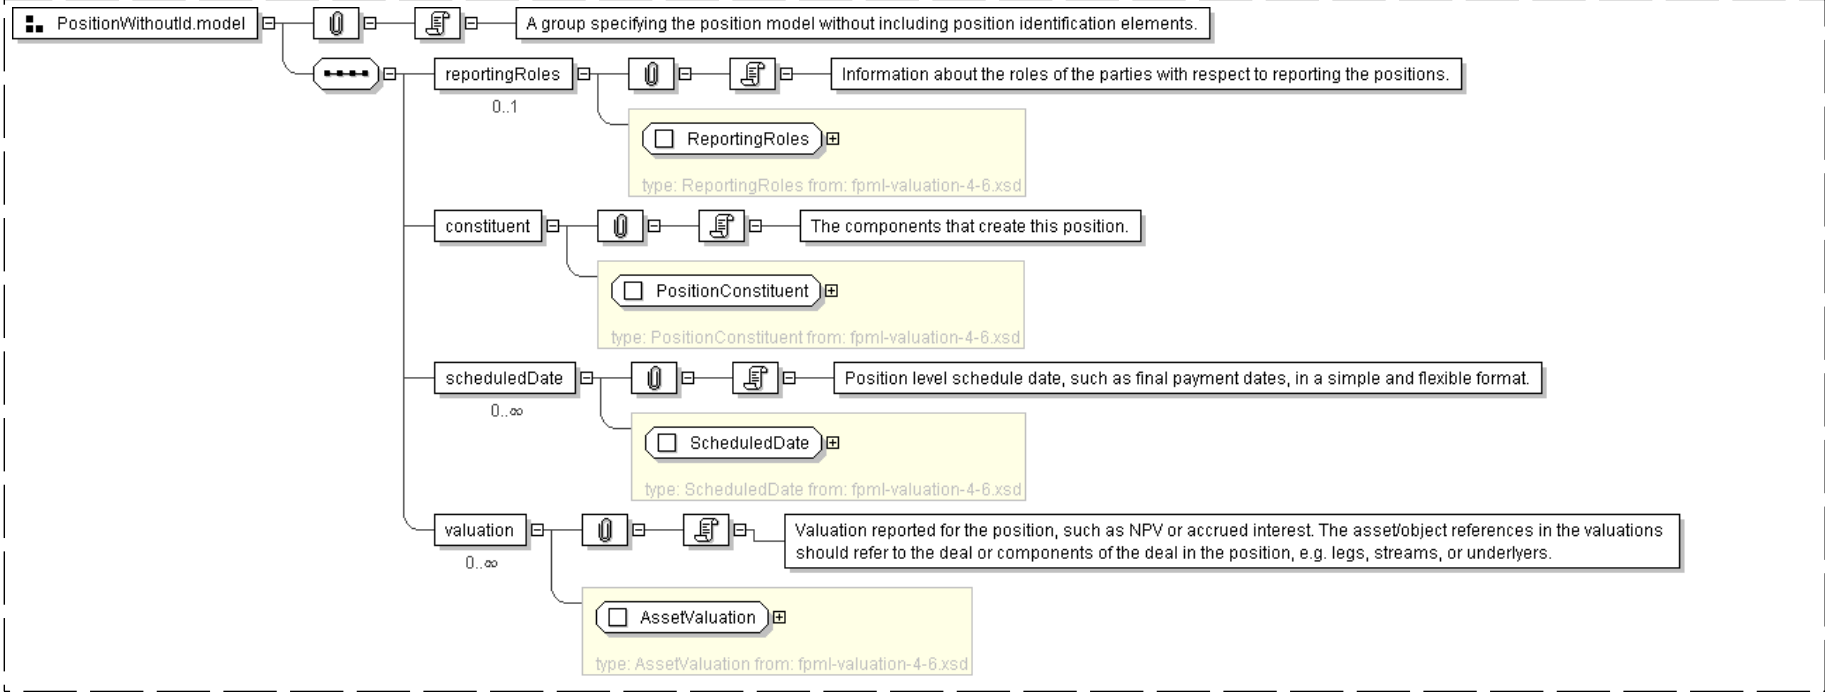 PositionWithoutId.model
A group specifying the position model without including position identification elements.
reportingRoles
Information about the roles of the parties with respect to reporting the positions.
0..1
ReportingRoles
type: ReportingRoles from: fpml-valuation-4-6.xsd
constituent
The components that create this position.
PositionConstituent
type: PositionConstituent from: fpml-valuation-4-6.xsd
scheduledDate
Position level schedule date, such as final payment dates, in a simple and flexible format.
0..∞
ScheduledDate
type: ScheduledDate from: fpml-valuation-4-6.xsd
valuation
Valuation reported for the position, such as NPV or accrued interest. The asset/object references in the valuations
should refer to the deal or components of the deal in the position, e.g. legs, streams, or underlyers.
0..∞
AssetValuation
type: AssetValuation from: fpml-valuation-4-6.xsd